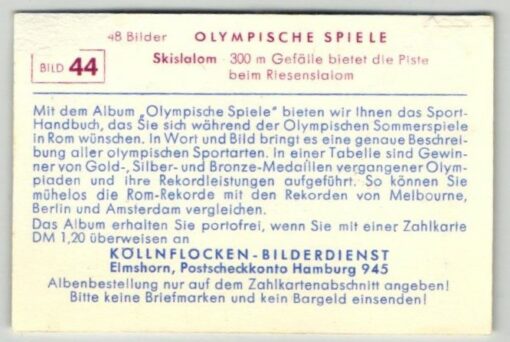 48 Bilder OLYMPISCHE SPIELE
BILD 44 Skislalom · 300 m Gefälle bietet die Piste
beim Riesenslalom
Mit dem Album „Olympische Spiele" bieten wir Ihnen das Sport-
Handbuch, das Sie sich während der Olympischen Sommerspiele
in Rom wünschen. In Wort und Bild bringt es eine genaue Beschrei-
bung aller olympischen Sportarten. In einer Tabelle sind Gewin-
ner von Gold-, Silber- und Bronze-Medaillen vergangener Olym-
piaden und ihre Rekordleistungen aufgeführt. So können Sie
mühelos die Rom-Rekorde mit den Rekorden von Melbourne,
Berlin und Amsterdam vergleichen.
Das Album erhalten Sie portofrei, wenn Sie mit einer Zahlkarte
DM 1,20 überweisen an
KÖLLNFLOCKEN-BILDERDIENST
Elmshorn, Postscheckkonto Hamburg 945
Albenbestellung nur auf dem Zahlkartenabschnitt angeben!
Bitte keine Briefmarken und kein Bargeld einsenden!